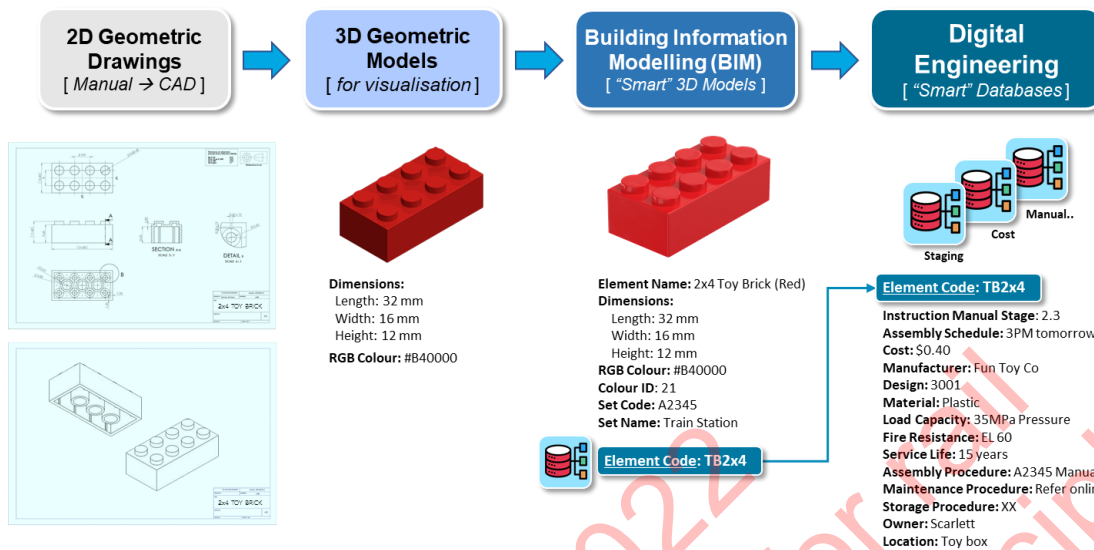 2D Geometric
Drawings
[ Manual → CAD ]
3D Geometric
Models
[ for visualisation ]
Building Information
Modelling (BIM)
[ “Smart” 3D Models ]
Digital
Engineering
[ “Smart” Databases ]
SECTION A-A
DETAIL B
2x4 TOY BRICK
2x4 TOY BRICK
Dimensions:
Length: 32 mm
Width: 16 mm
Height: 12 mm
RGB Colour: #B40000
Element Name: 2x4 Toy Brick (Red)
Dimensions:
Length: 32 mm
Width: 16 mm
Height: 12 mm
RGB Colour: #B40000
Colour ID: 21
Set Code: A2345
Set Name: Train Station
Element Code: TB2x4
Manual..
Cost
Staging
Element Code: TB2x4
Instruction Manual Stage: 2.3
Assembly Schedule: 3PM tomorrow
Cost: $0.40
Manufacturer: Fun Toy Co
Design: 3001
Material: Plastic
Load Capacity: 35MPa Pressure
Fire Resistance: EL 60
Service Life: 15 years
Assembly Procedure: A2345 Manua
Maintenance Procedure: Refer onlin
Storage Procedure: XX
Owner: Scarlett
Location: Toy box
022
for rail